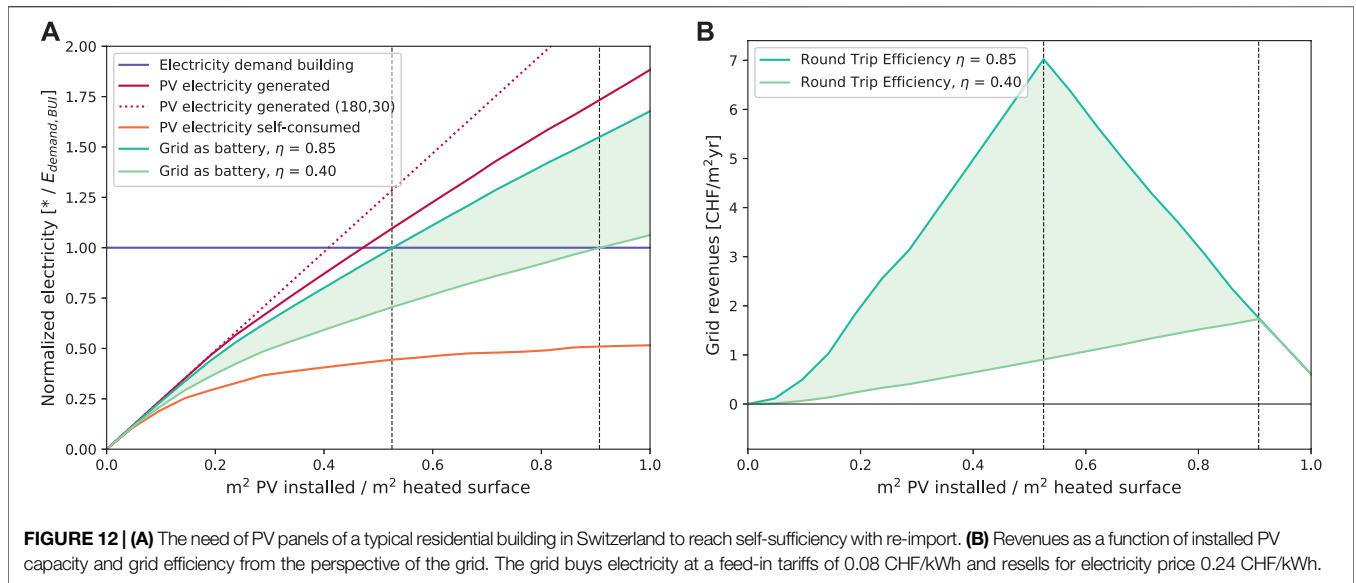 A
Normalized electricity [* / E_demand, BUI]
2.00
1.75
1.50
1.25
1.00
0.75
0.50
0.25
0.00
Electricity demand building
PV electricity generated
PV electricity generated (180,30)
PV electricity self-consumed
Grid as battery, η = 0.85
Grid as battery, η = 0.40
0.0 0.2 0.4 0.6 0.8 1.0
m² PV installed / m² heated surface
B
Grid revenues [CHF/m²yr]
7
6
5
4
3
2
1
0
Round Trip Efficiency η = 0.85
Round Trip Efficiency, η = 0.40
0.0 0.2 0.4 0.6 0.8 1.0
m² PV installed / m² heated surface
FIGURE 12 | (A) The need of PV panels of a typical residential building in Switzerland to reach self-sufficiency with re-import. (B) Revenues as a function of installed PV
capacity and grid efficiency from the perspective of the grid. The grid buys electricity at a feed-in tariffs of 0.08 CHF/kWh and resells for electricity price 0.24 CHF/kWh.